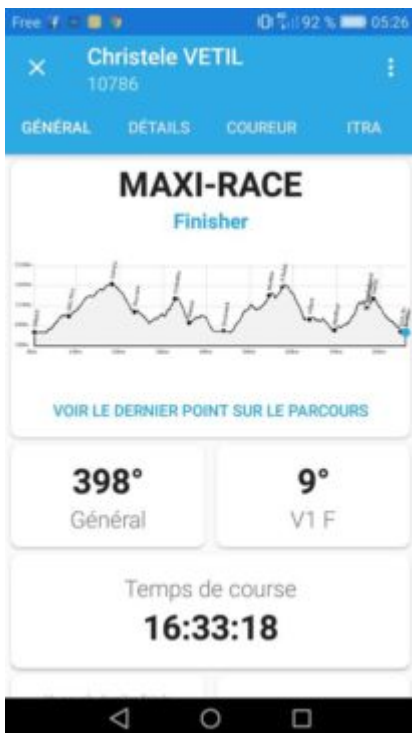 Free
92 % 05:26
Christele VETIL
10786
GÉNÉRAL DÉTAILS COUREUR ITRA
MAXI-RACE
Finisher
VOIR LE DERNIER POINT SUR LE PARCOURS
398° 9°
Général V1 F
Temps de course
16:33:18